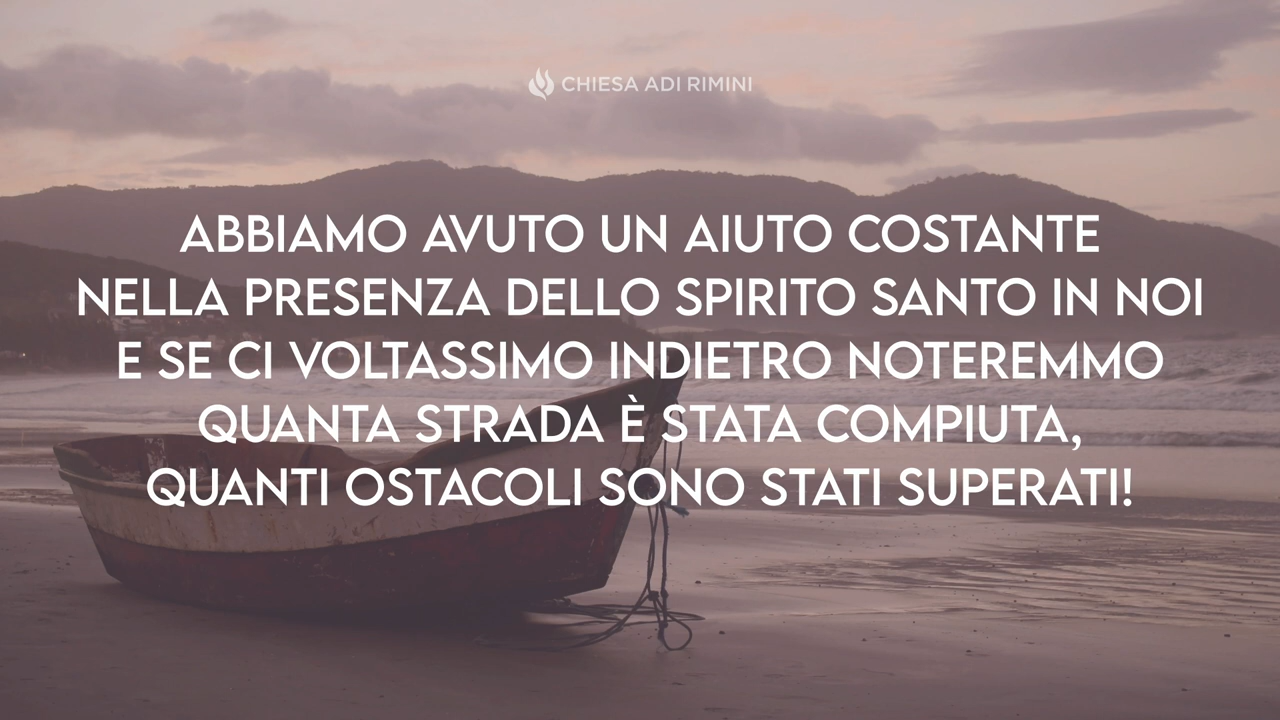 CHIESA ADI RIMINI
ABBIAMO AVUTO UN AIUTO COSTANTE
NELLA PRESENZA DELLO SPIRITO SANTO IN NOI
E SE CI VOLTASSIMO INDIETRO NOTEREMMO
QUANTA STRADA È STATA COMPIUTA,
QUANTI OSTACOLI SONO STATI SUPERATI!